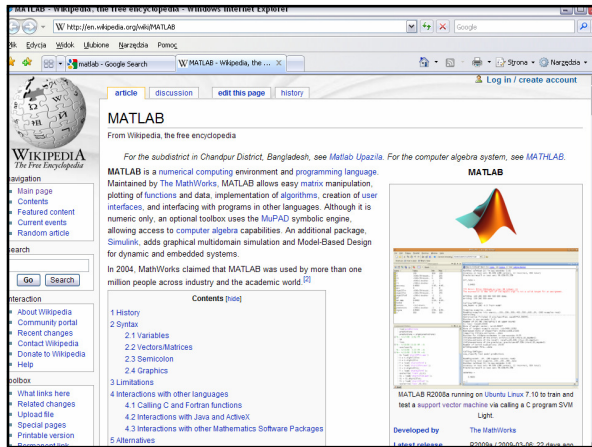 MATLAB - Wikipedia, the free encyclopedia - Windows Internet Explorer
W http://en.wikipedia.org/wiki/MATLAB
Google
Plik Edycja Widok Ulubione Narzędzia Pomoc
matlab - Google Search
W MATLAB - Wikipedia, the ...
Strona
Narzędzia
Log in / create account
article
discussion
edit this page
history
WIKIPEDIA
The Free Encyclopedia
navigation
Main page
Contents
Featured content
Current events
Random article
search
Go
Search
interaction
About Wikipedia
Community portal
Recent changes
Contact Wikipedia
Donate to Wikipedia
Help
toolbox
What links here
Related changes
Upload file
Special pages
Printable version
Permanent link
MATLAB
From Wikipedia, the free encyclopedia
For the subdistrict in Chandpur District, Bangladesh, see Matlab Upazila. For the computer algebra system, see MATHLAB.
MATLAB is a numerical computing environment and programming language.
Maintained by The MathWorks, MATLAB allows easy matrix manipulation,
plotting of functions and data, implementation of algorithms, creation of user
interfaces, and interfacing with programs in other languages. Although it is
numeric only, an optional toolbox uses the MuPAD symbolic engine,
allowing access to computer algebra capabilities. An additional package,
Simulink, adds graphical multidomain simulation and Model-Based Design
for dynamic and embedded systems.
In 2004, MathWorks claimed that MATLAB was used by more than one
million people across industry and the academic world.[2]
Contents [hide]
1 History
2 Syntax
2.1 Variables
2.2 Vectors/Matrices
2.3 Semicolon
2.4 Graphics
3 Limitations
4 Interactions with other languages
4.1 Calling C and Fortran functions
4.2 Interactions with Java and ActiveX
4.3 Interactions with other Mathematical Software Packages
5 Alternatives
MATLAB
MATLAB R2008a running on Ubuntu Linux 7.10 to train and
test a support vector machine via calling a C program SVM
Light.
Developed by The MathWorks
Latest release R2009a / 2009-03-06; 22 days ago